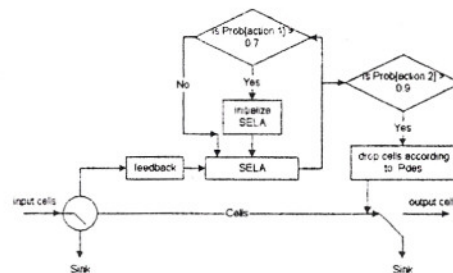 is Prob[action 1] >
0.7
is Prob[action 2] >
0.9
No
Yes
initialize
SELA
Yes
feedback
SELA
drop cells according
to Pdes
input cells
Cells
output cells
Sink
Sink